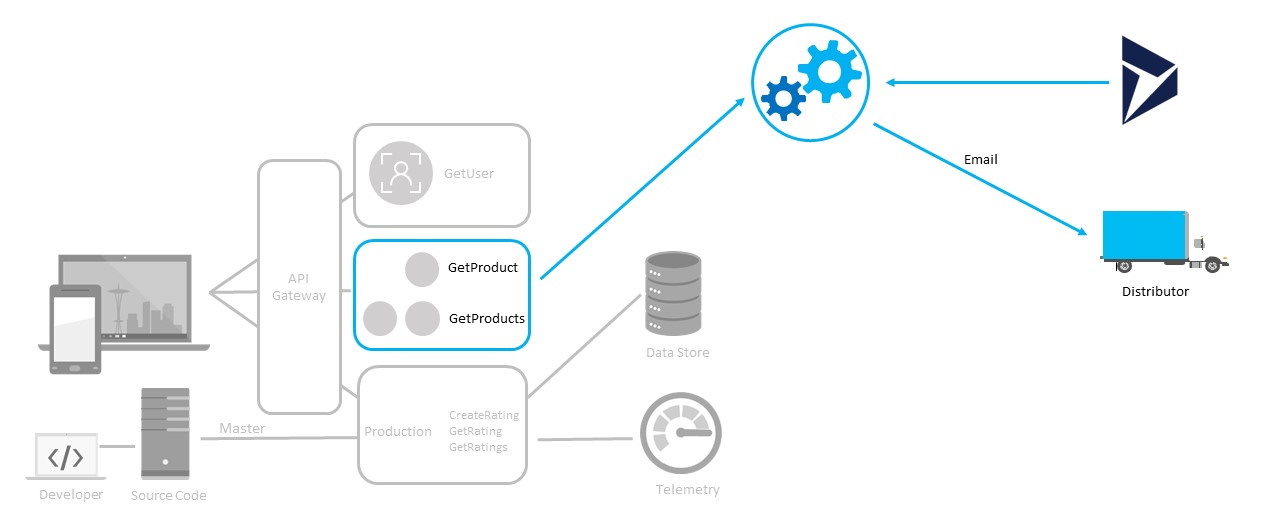 Email
GetUser
GetProduct
API
Gateway
GetProducts
Distributor
Data Store
CreateRating
Production
GetRating
GetRatings
Master
</>
Developer
Source Code
Telemetry